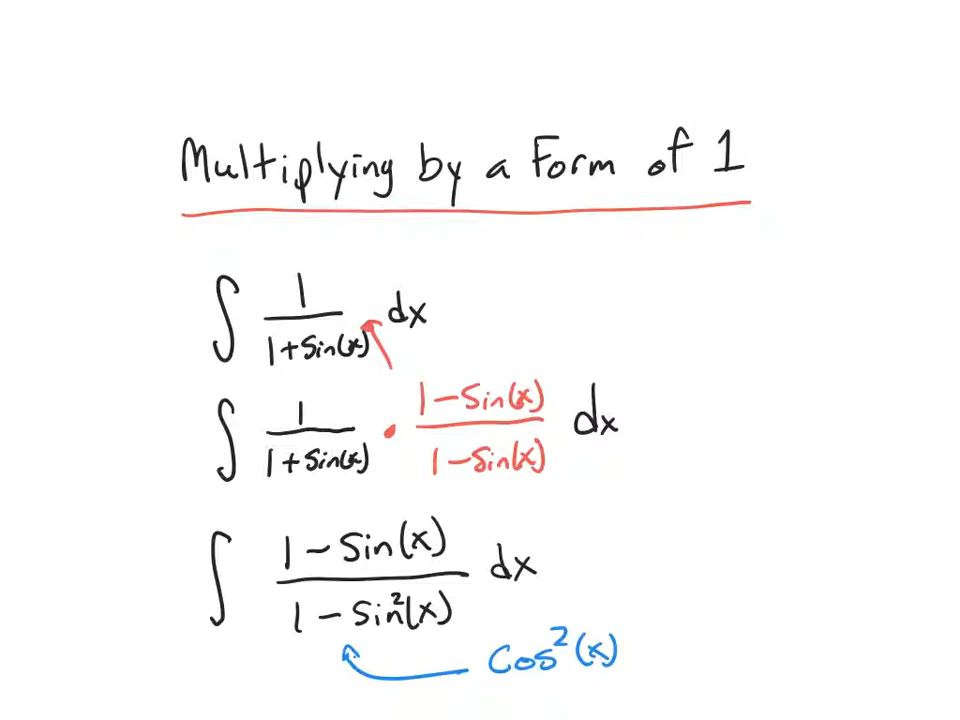 Multiplying by a Form of 1
∫ 1/(1+Sin(x)) dx
∫ 1/(1+Sin(x)) • (1-Sin(x))/(1-Sin(x)) dx
∫ (1-Sin(x))/(1-Sin²(x)) dx
Cos²(x)